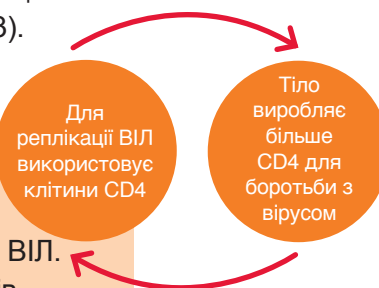 З).
Для
реплікації ВІЛ
використовує
клітини CD4
Тіло
виробляє
більше
CD4 для
боротьби з
вірусом
ВІЛ.